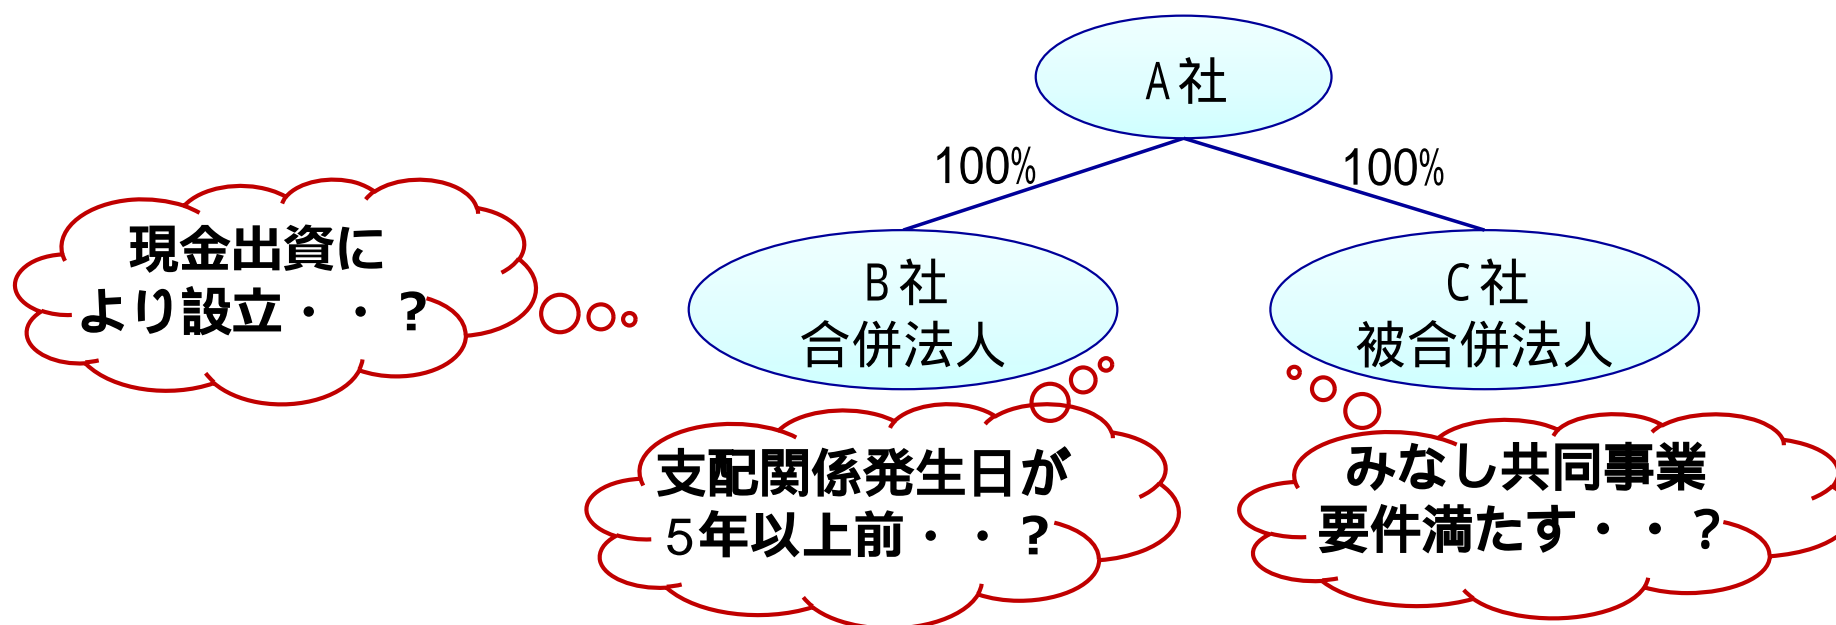 A社
100%
100%
現金出資に
より設立・・?
B社
合併法人
C社
被合併法人
支配関係発生日が
5年以上前・・?
みなし共同事業
要件満たす・・?